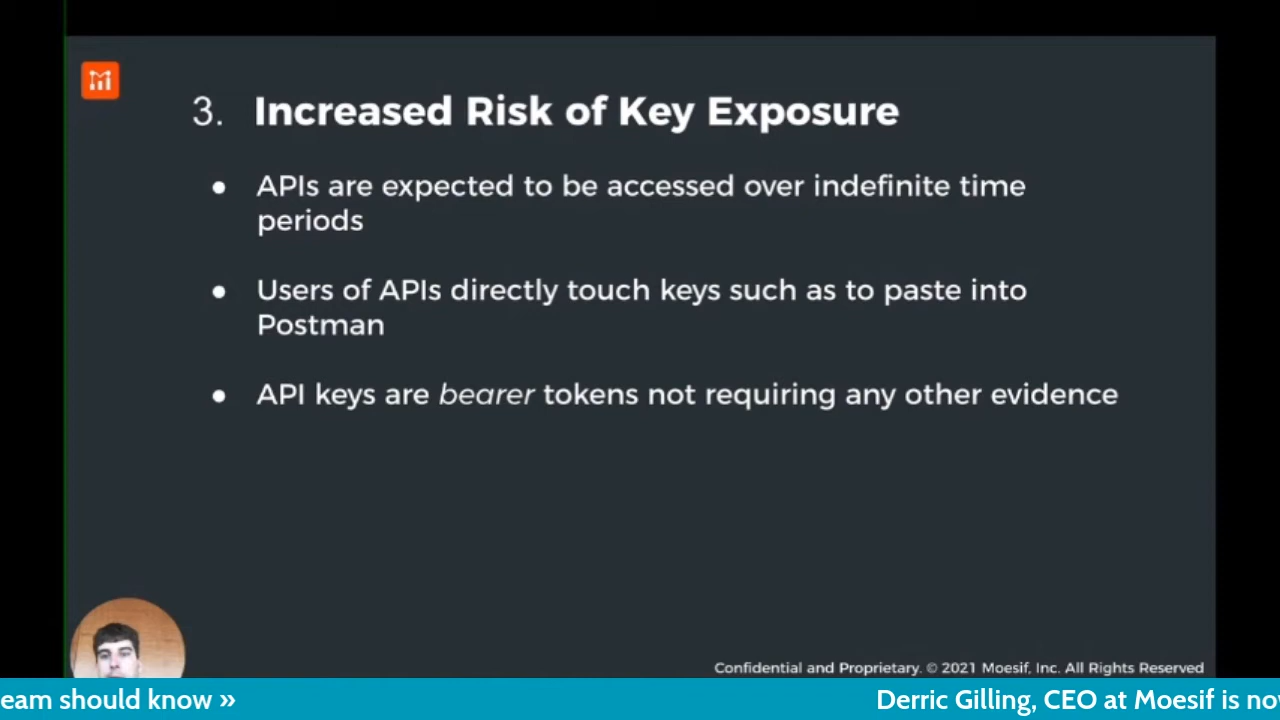 3. Increased Risk of Key Exposure
● APIs are expected to be accessed over indefinite time
periods
● Users of APIs directly touch keys such as to paste into
Postman
● API keys are bearer tokens not requiring any other evidence
Confidential and Proprietary. © 2021 Moesif, Inc. All Rights Reserved
should know » Derric Gilling, CEO at Moesif is